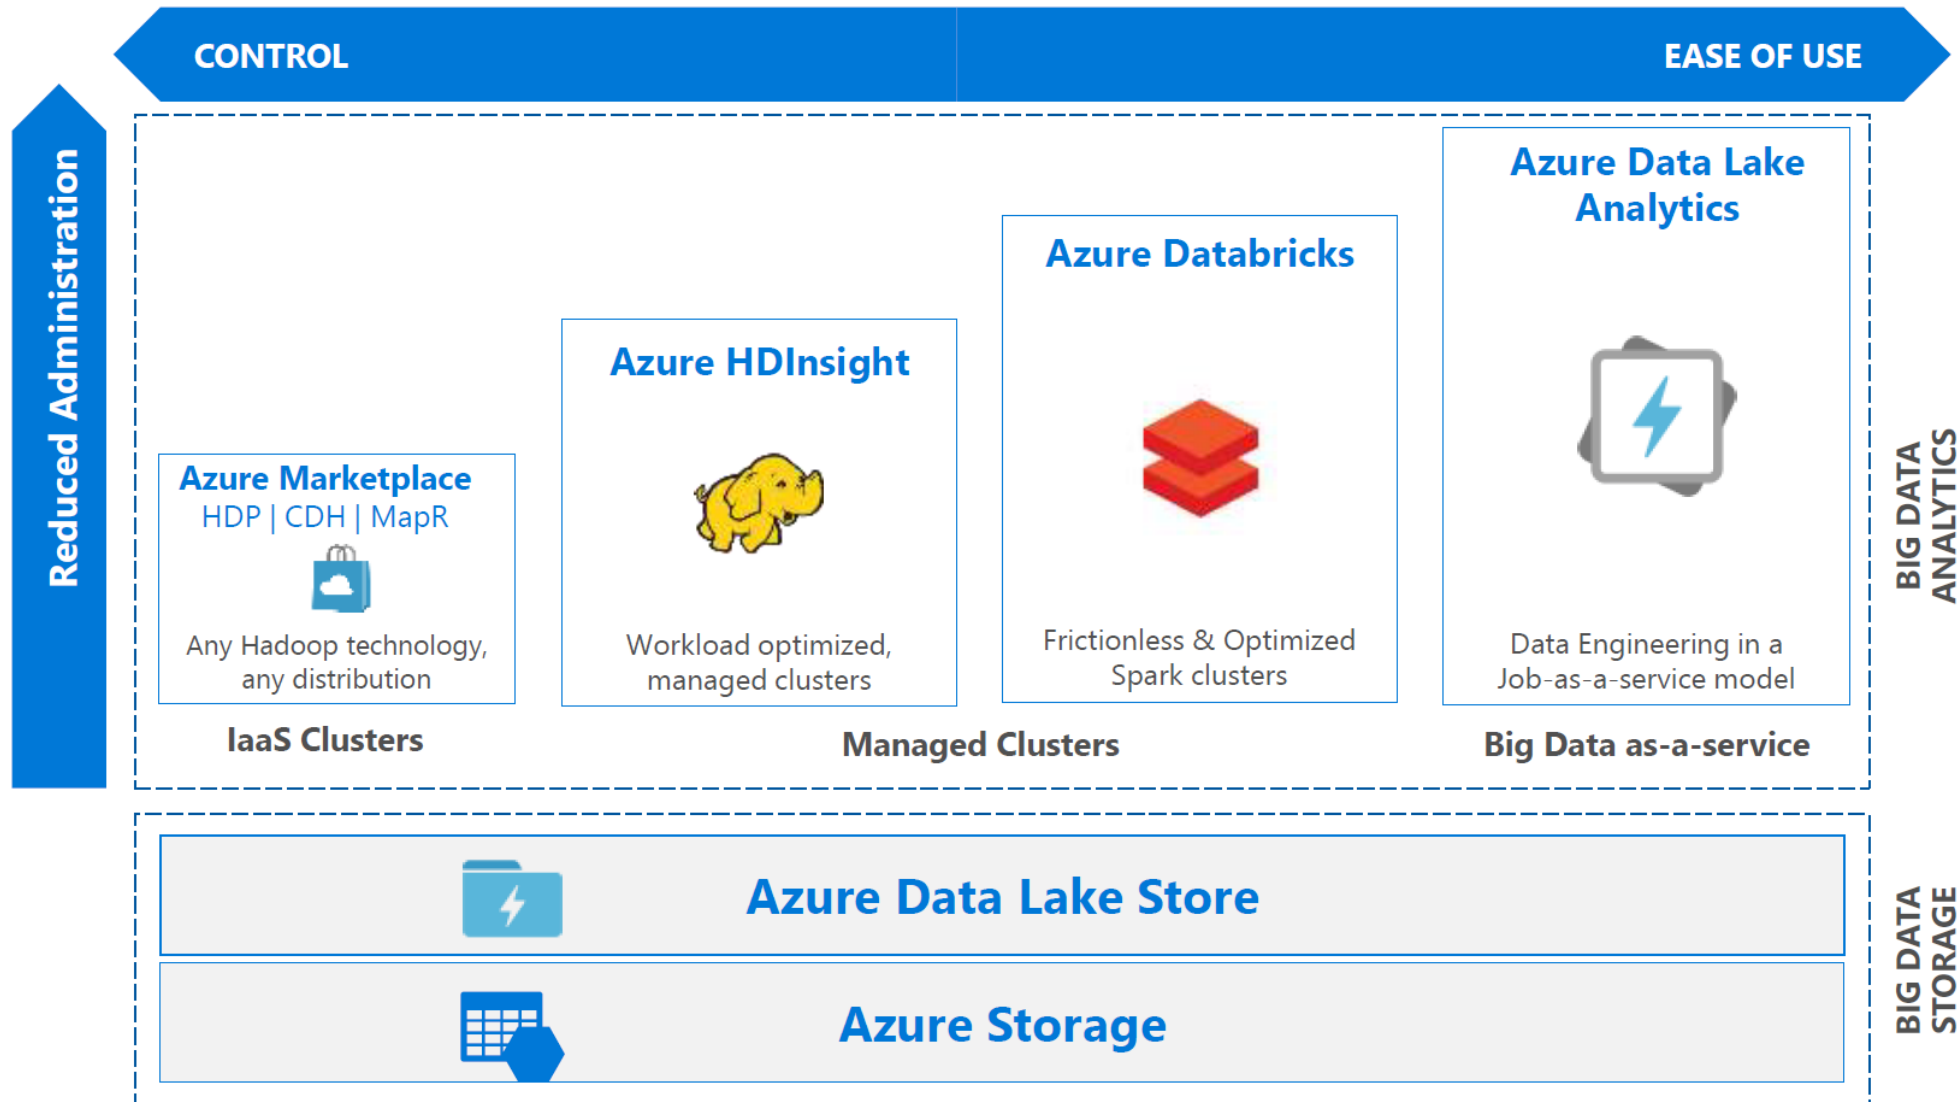 CONTROL
EASE OF USE
Reduced Administration
Azure Marketplace
HDP | CDH | MapR
Any Hadoop technology,
any distribution
IaaS Clusters
Azure HDInsight
Workload optimized,
managed clusters
Azure Databricks
Frictionless & Optimized
Spark clusters
Managed Clusters
Azure Data Lake
Analytics
Data Engineering in a
Job-as-a-service model
Big Data as-a-service
BIG DATA
ANALYTICS
Azure Data Lake Store
Azure Storage
BIG DATA
STORAGE